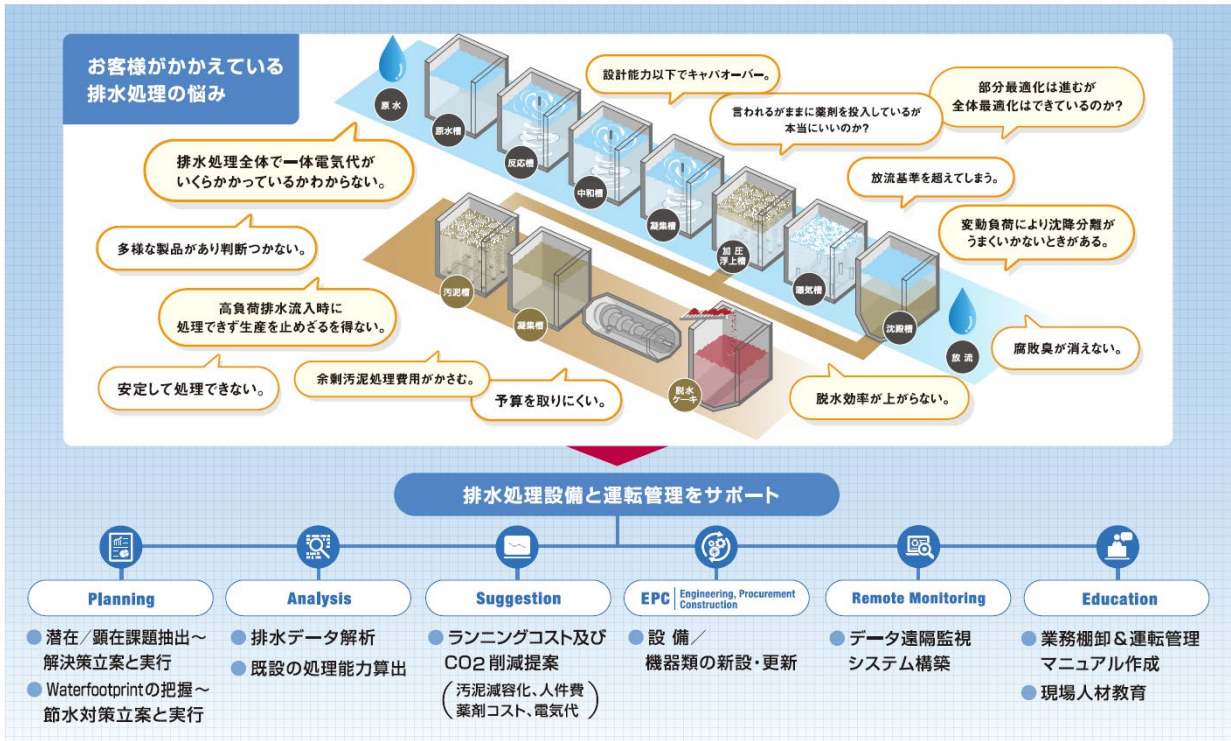 お客様がかかえている
排水処理の悩み
原水
原水槽
反応槽
中和槽
凝集槽
加圧
浮上槽
曝気槽
沈殿槽
放流
汚泥槽
凝集槽
脱水
ケーキ
設計能力以下でキャパオーバー。
言われるがままに薬剤を投入しているが
本当にいいのか?
部分最適化は進むが
全体最適化はできているのか?
排水処理全体で一体電気代が
いくらかかっているかわからない。
放流基準を超えてしまう。
多様な製品があり判断つかない。
変動負荷により沈降分離が
うまくいかないときがある。
高負荷排水流入時に
処理できず生産を止めざるを得ない。
腐敗臭が消えない。
安定して処理できない。
余剰汚泥処理費用がかさむ。
予算を取りにくい。
脱水効率が上がらない。
排水処理設備と運転管理をサポート
Planning
●潜在/顕在課題抽出～
解決策立案と実行
●Waterfootprintの把握～
節水対策立案と実行
Analysis
●排水データ解析
●既設の処理能力算出
Suggestion
●ランニングコスト及び
CO2削減提案
(汚泥減容化、人件費
薬剤コスト、電気代)
EPC | Engineering, Procurement
Construction
●設備/
機器類の新設・更新
Remote Monitoring
●データ遠隔監視
システム構築
Education
●業務棚卸&運転管理
マニュアル作成
●現場人材教育